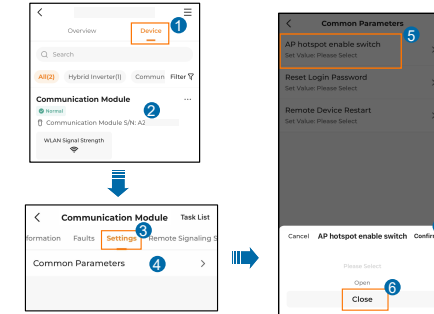 Overview
Device
1
Search
All(2)
Hybrid Inverter(1)
Commun
Filter
Communication Module
...
2
Normal
Communication Module S/N: A2
WLAN Signal Strength
Communication Module
Task List
3
formation
Faults
Settings
Remote Signaling S
Common Parameters
4
Common Parameters
5
AP hotspot enable switch
Set Value: Please Select
Reset Login Password
Set Value: Please Select
Remote Device Restart
Set Value: Please Select
Cancel
AP hotspot enable switch
Confirm
Please Select
Open
6
Close